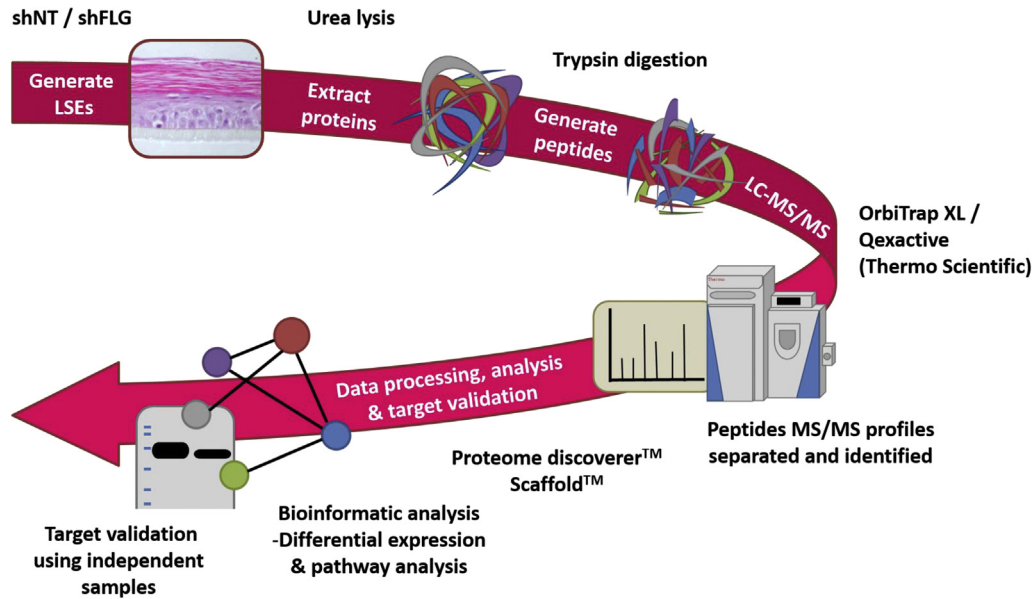 shNT / shFLG
Urea lysis
Trypsin digestion
Generate
LSEs
Extract
proteins
Generate
peptides
LC-MS/MS
OrbiTrap XL /
Qexactive
(Thermo Scientific)
Thermo
Peptides MS/MS profiles
separated and identified
Data processing, analysis
& target validation
Proteome discoverer™
Scaffold™
Bioinformatic analysis
-Differential expression
& pathway analysis
Target validation
using independent
samples